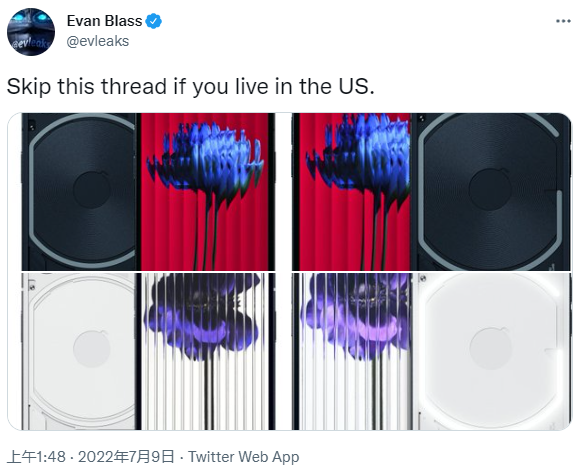 Evan Blass
@evleaks
Skip this thread if you live in the US.
上午1:48 · 2022年7月9日 · Twitter Web App